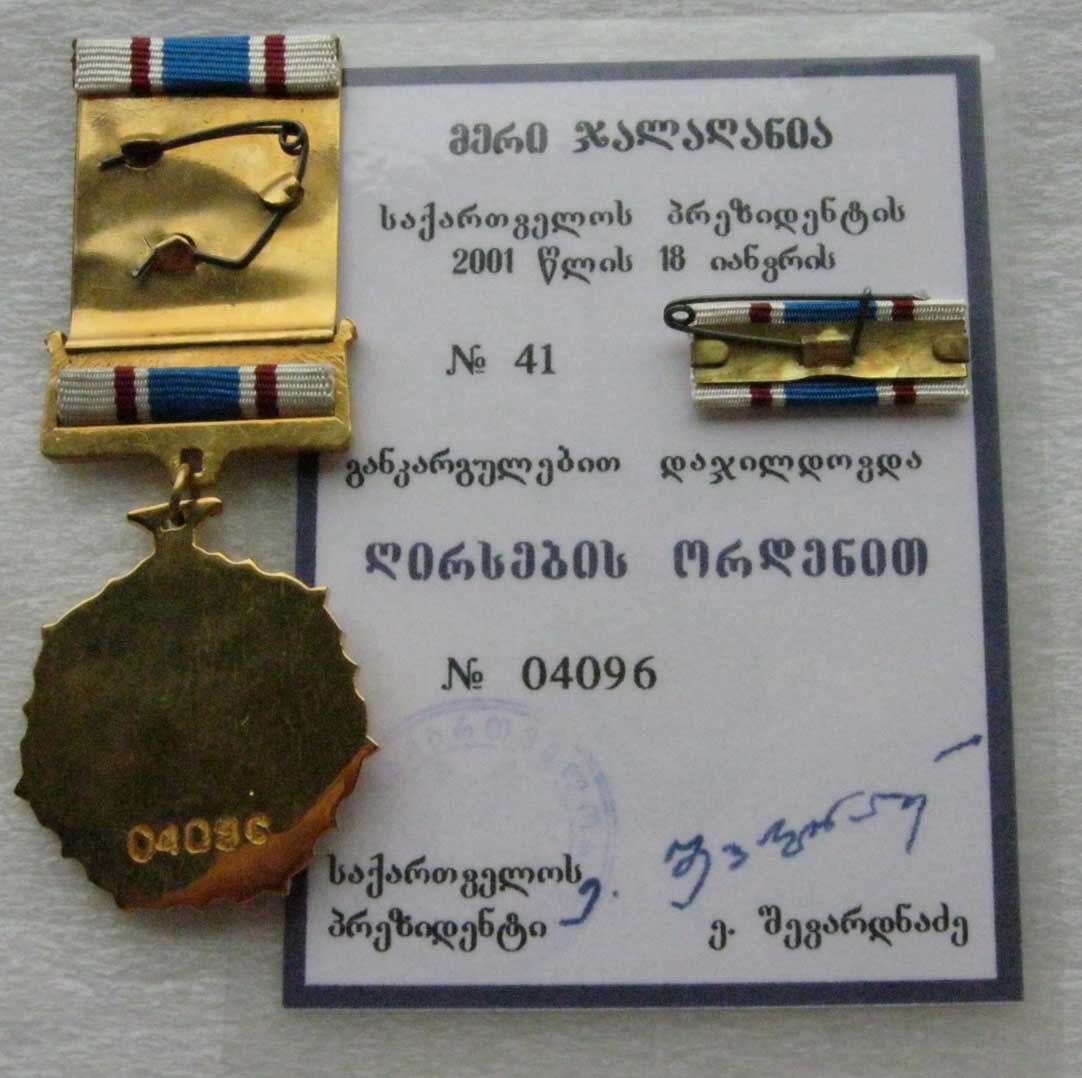 მერი ჯალაღანია
საქართველოს პრეზიდენტის
2001 წლის 18 იანვრის
№ 41
განკარგულებით დაჯილდოვდა
ღირსების ორდენით
№ 04096
საქართველოს
პრეზიდენტი
ე. შევარდნაძე
04096